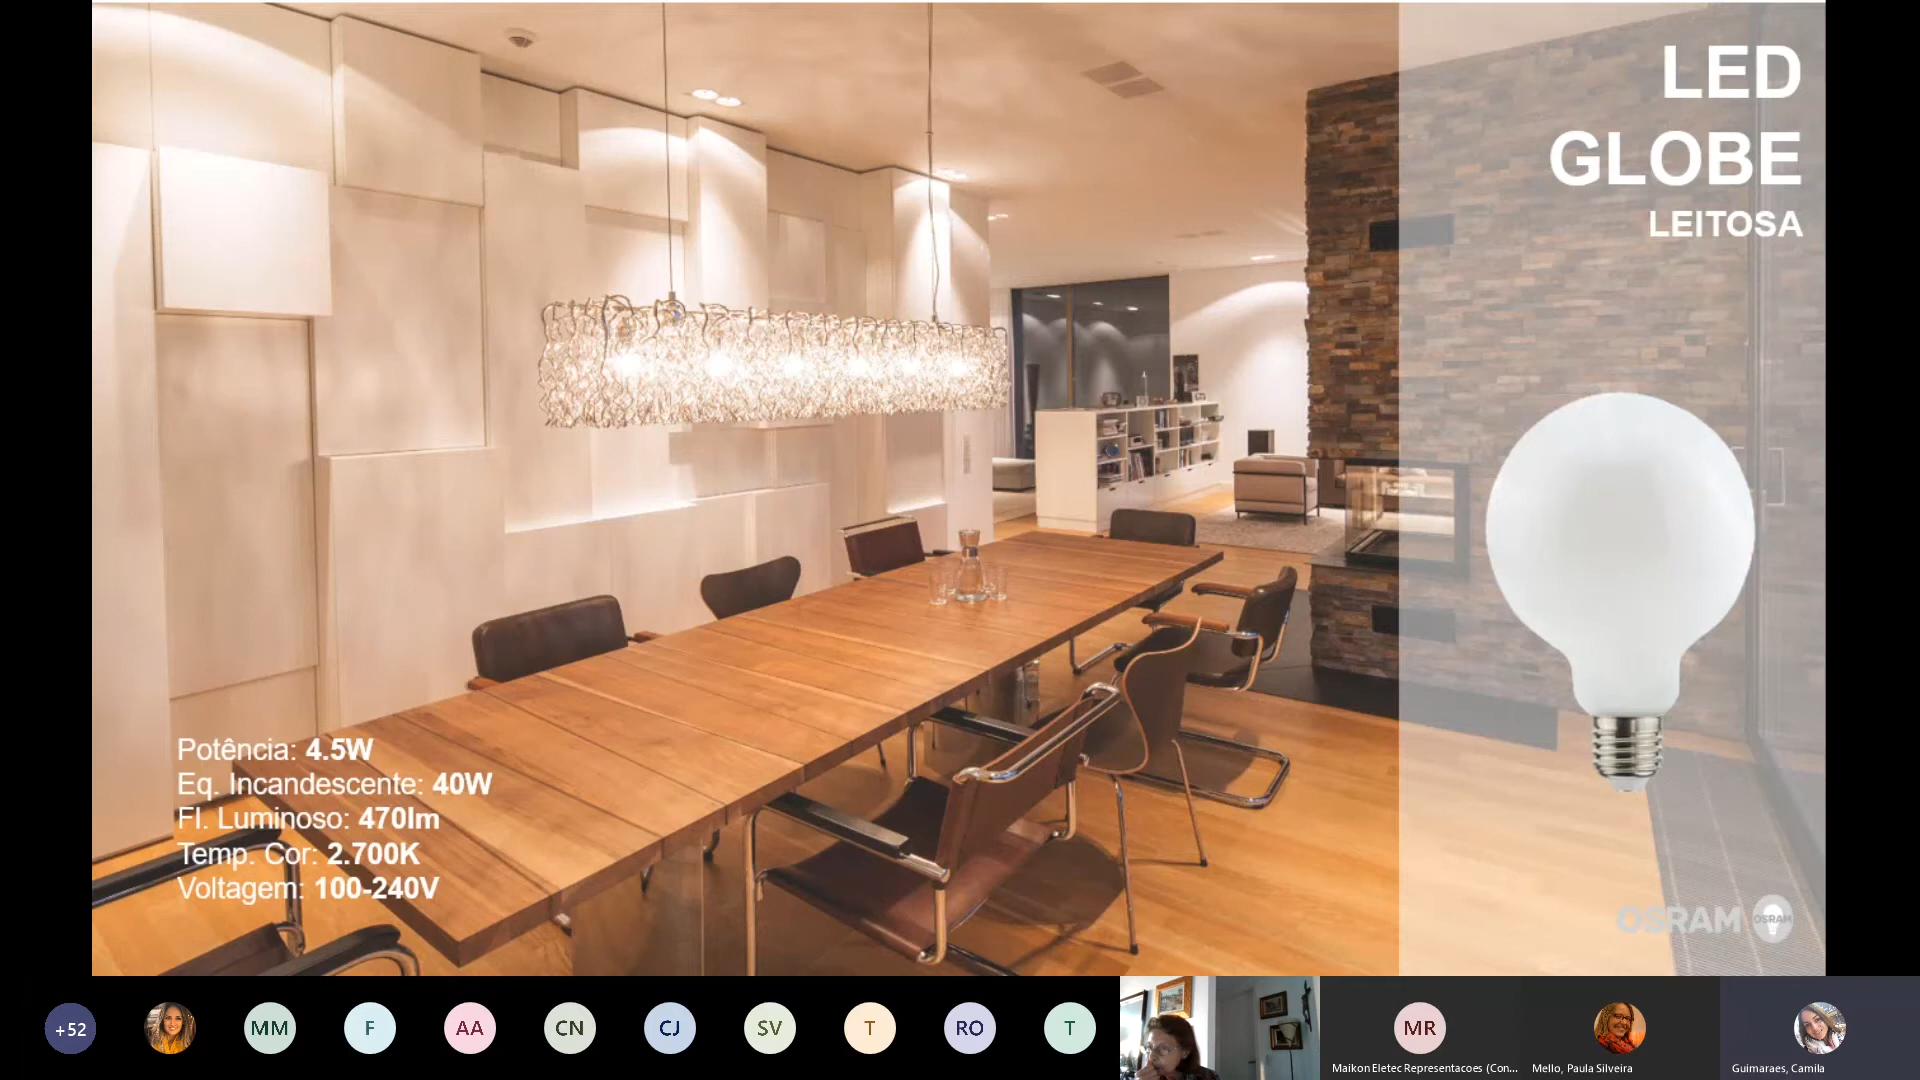 LED
GLOBE
LEITOSA
Potência: 4.5W
Eq. Incandescente: 40W
Fl. Luminoso: 470lm
Temp. Cor: 2.700K
Voltagem: 100-240V
OSRAM OSRAM
+52
MM
F
AA
CN
CJ
SV
T
RO
T
MR
Maikon Eletec Representacoes (Con...
Mello, Paula Silveira
Guimaraes, Camila